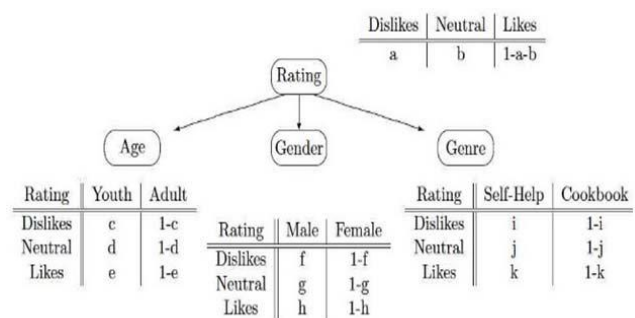 Dislikes Neutral Likes
a b 1-a-b
Rating
Age
Gender
Genre
Rating Youth Adult
Dislikes c 1-c
Neutral d 1-d
Likes e 1-e
Rating Male Female
Dislikes f 1-f
Neutral g 1-g
Likes h 1-h
Rating Self-Help Cookbook
Dislikes i 1-i
Neutral j 1-j
Likes k 1-k